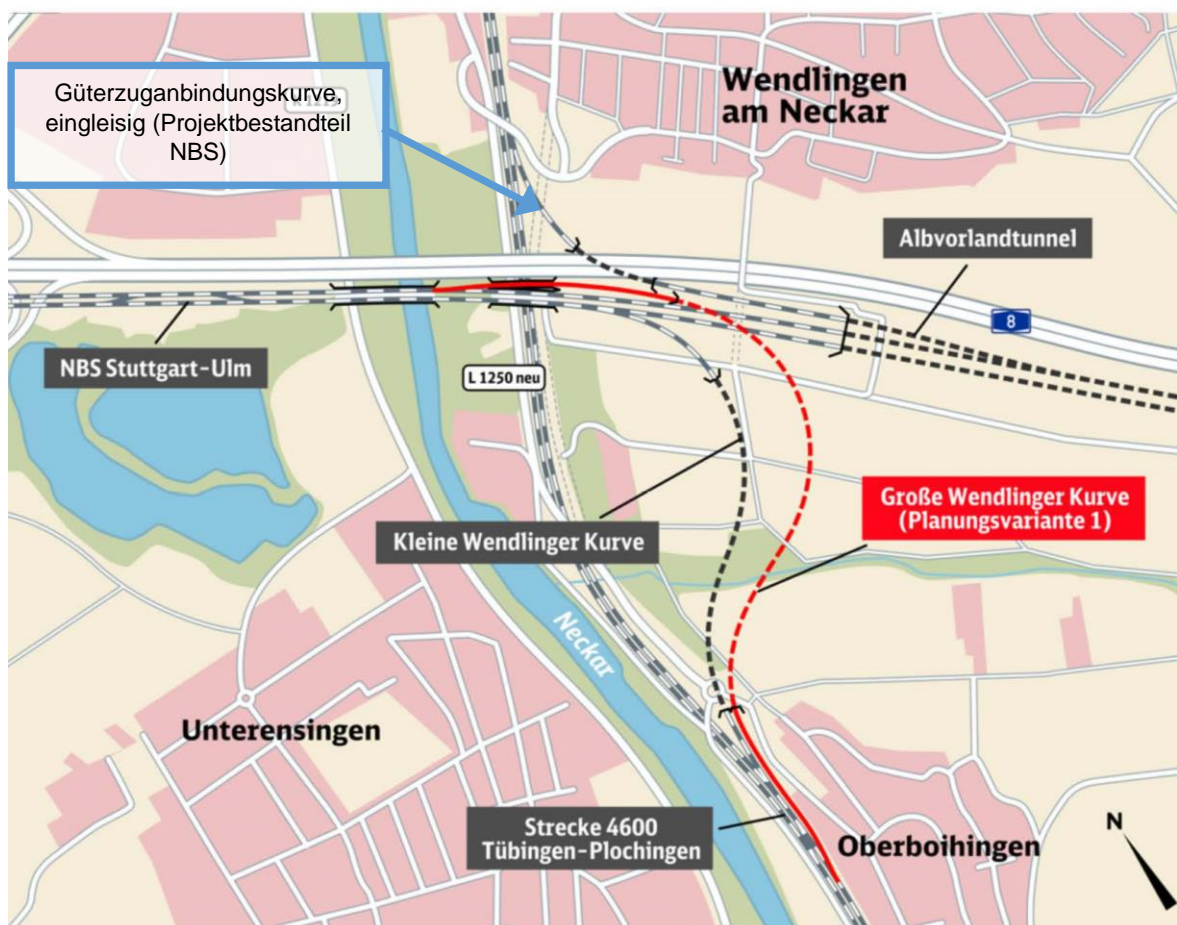 Güterzuganbindungskurve,
eingleisig (Projektbestandteil
NBS)
Wendlingen
am Neckar
Albvorlandtunnel
8
NBS Stuttgart–Ulm
L 1250 neu
Große Wendlinger Kurve
(Planungsvariante 1)
Kleine Wendlinger Kurve
Neckar
Unterensingen
Strecke 4600
Tübingen–Plochingen
Oberboihingen
N